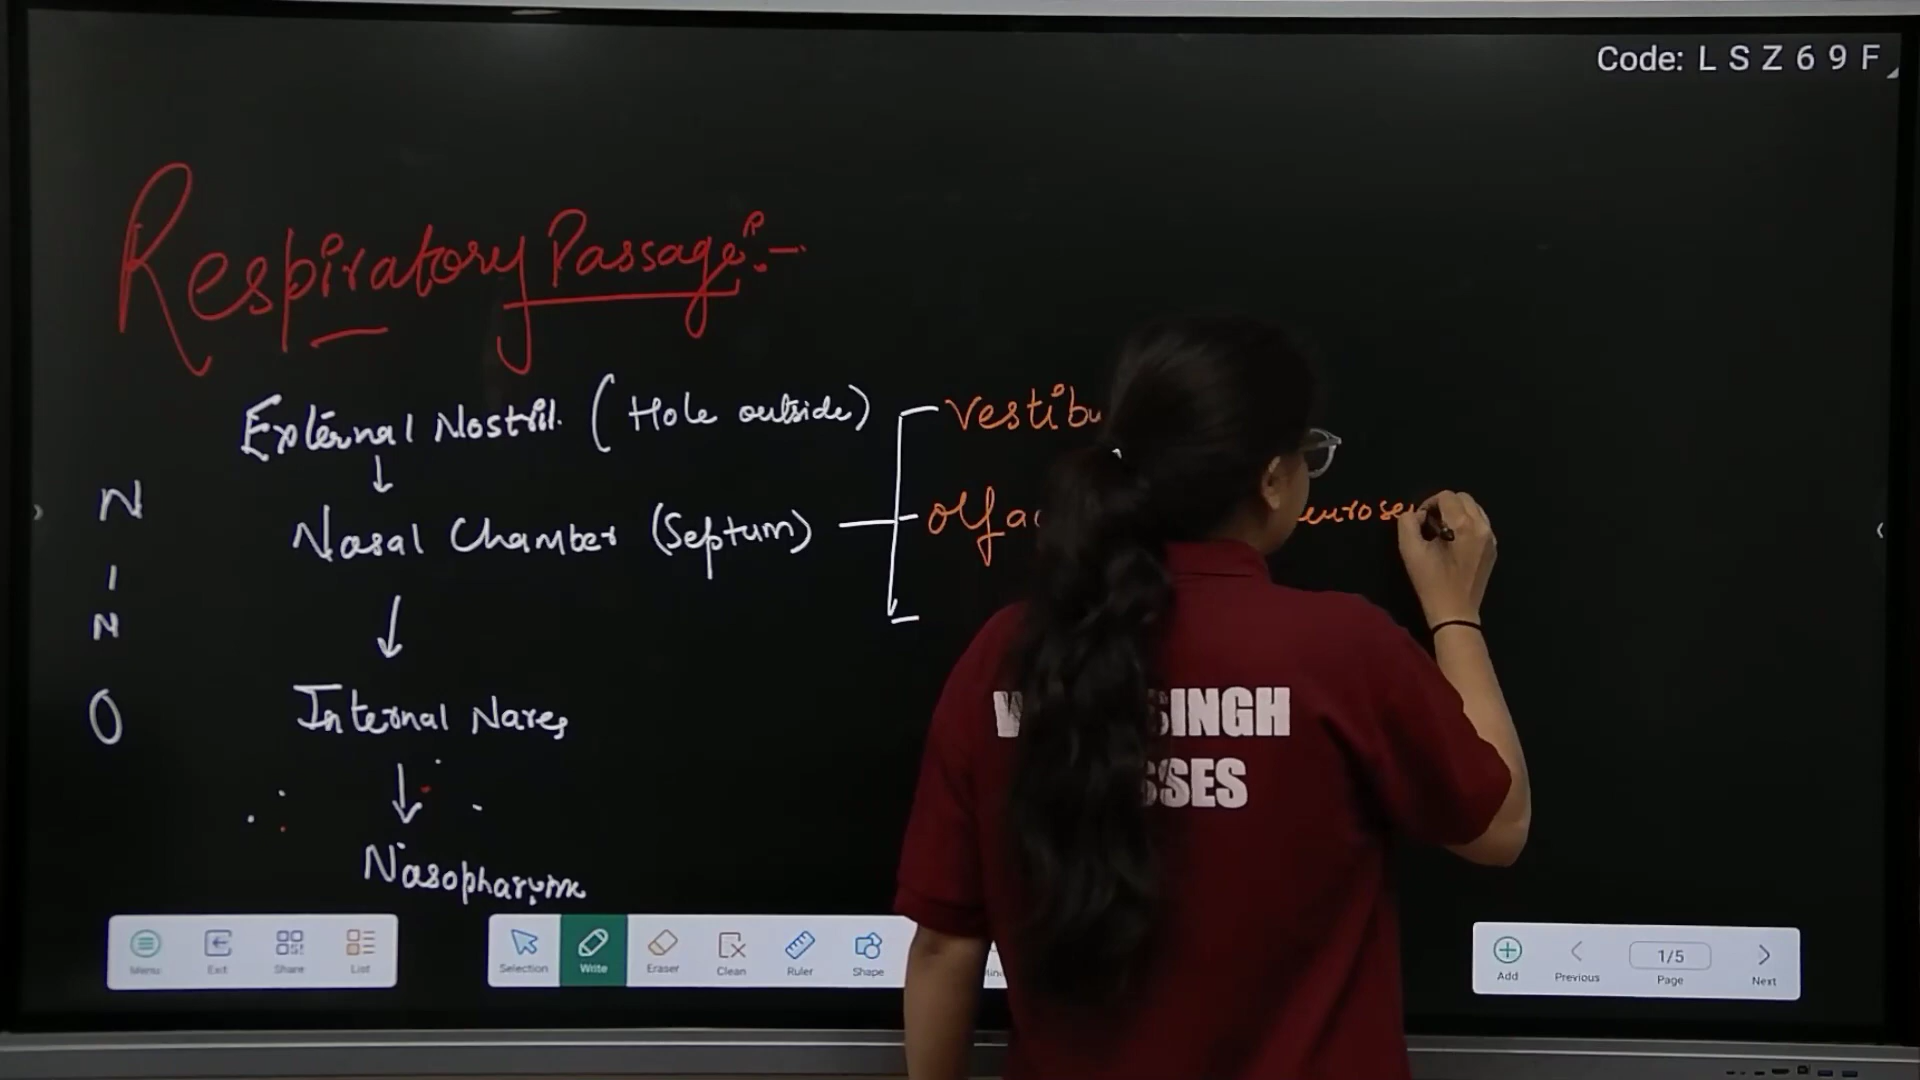 Code: L S Z 6 9 F
Respiratory Passage:-
External Nostril. (Hole outside)
Vestibu
N
Nasal Chamber (Septum)
olfac
eurose
I
N
Internal Nares
O
SINGH
SSES
Menu Exit Share List
Selection Write Eraser Clean Ruler Shape
Add Previous 1/5 Page Next